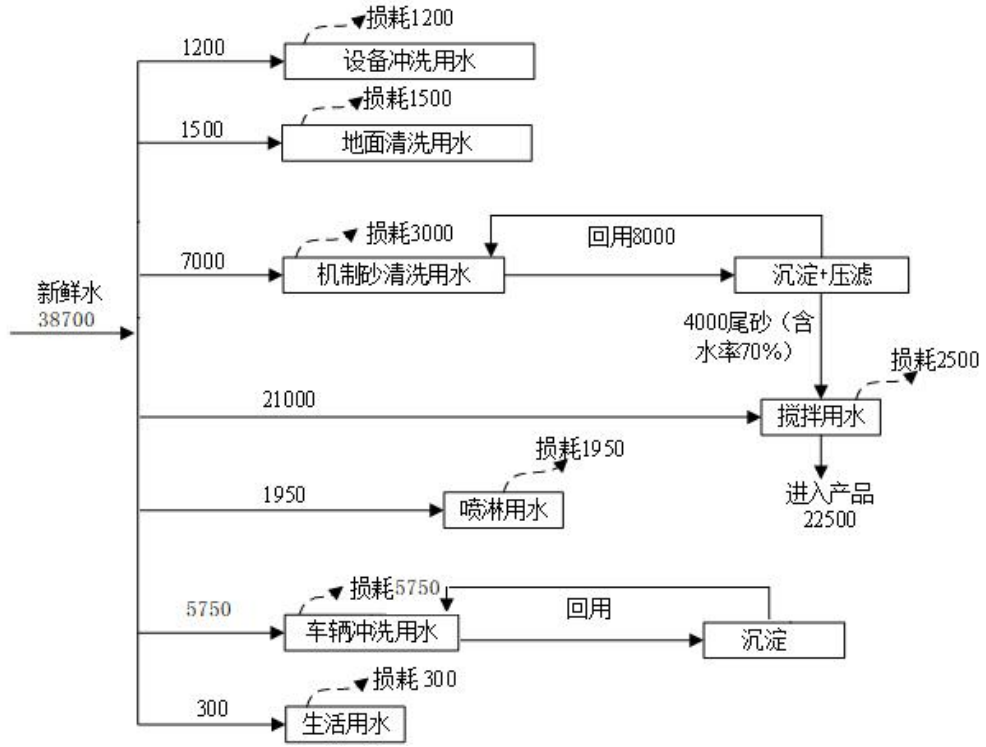 损耗1200
1200
设备冲洗用水
损耗1500
1500
地面清洗用水
损耗3000
回用8000
7000
机制砂清洗用水
沉淀+压滤
新鲜水
38700
4000尾砂（含
水率70%）
损耗2500
21000
搅拌用水
损耗1950
1950
喷淋用水
进入产品
22500
损耗5750
5750
回用
车辆冲洗用水
沉淀
损耗 300
300
生活用水